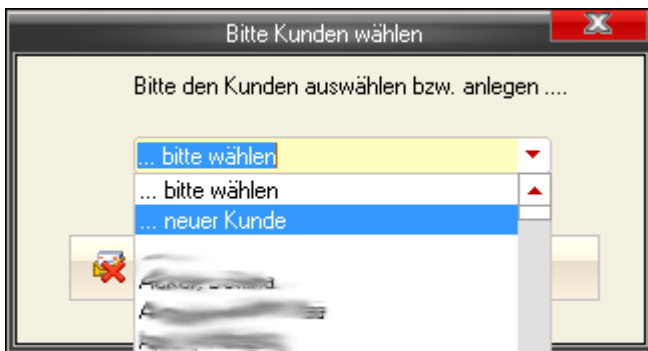 Bitte Kunden wählen
Bitte den Kunden auswählen bzw. anlegen ....
... bitte wählen
... bitte wählen
... neuer Kunde